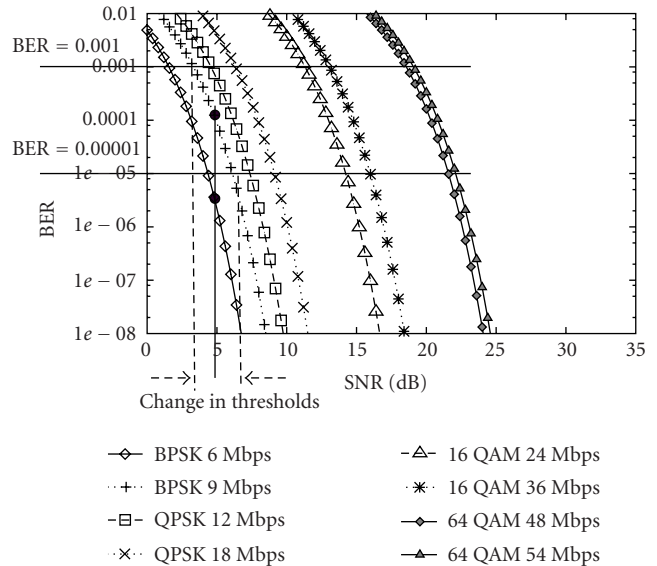 0.01
BER = 0.001
0.001
0.0001
BER = 0.00001
1e−05
1e−06
1e−07
1e−08
BER
0 5 10 15 20 25 30 35
SNR (dB)
Change in thresholds
BPSK 6 Mbps
BPSK 9 Mbps
QPSK 12 Mbps
QPSK 18 Mbps
16 QAM 24 Mbps
16 QAM 36 Mbps
64 QAM 48 Mbps
64 QAM 54 Mbps